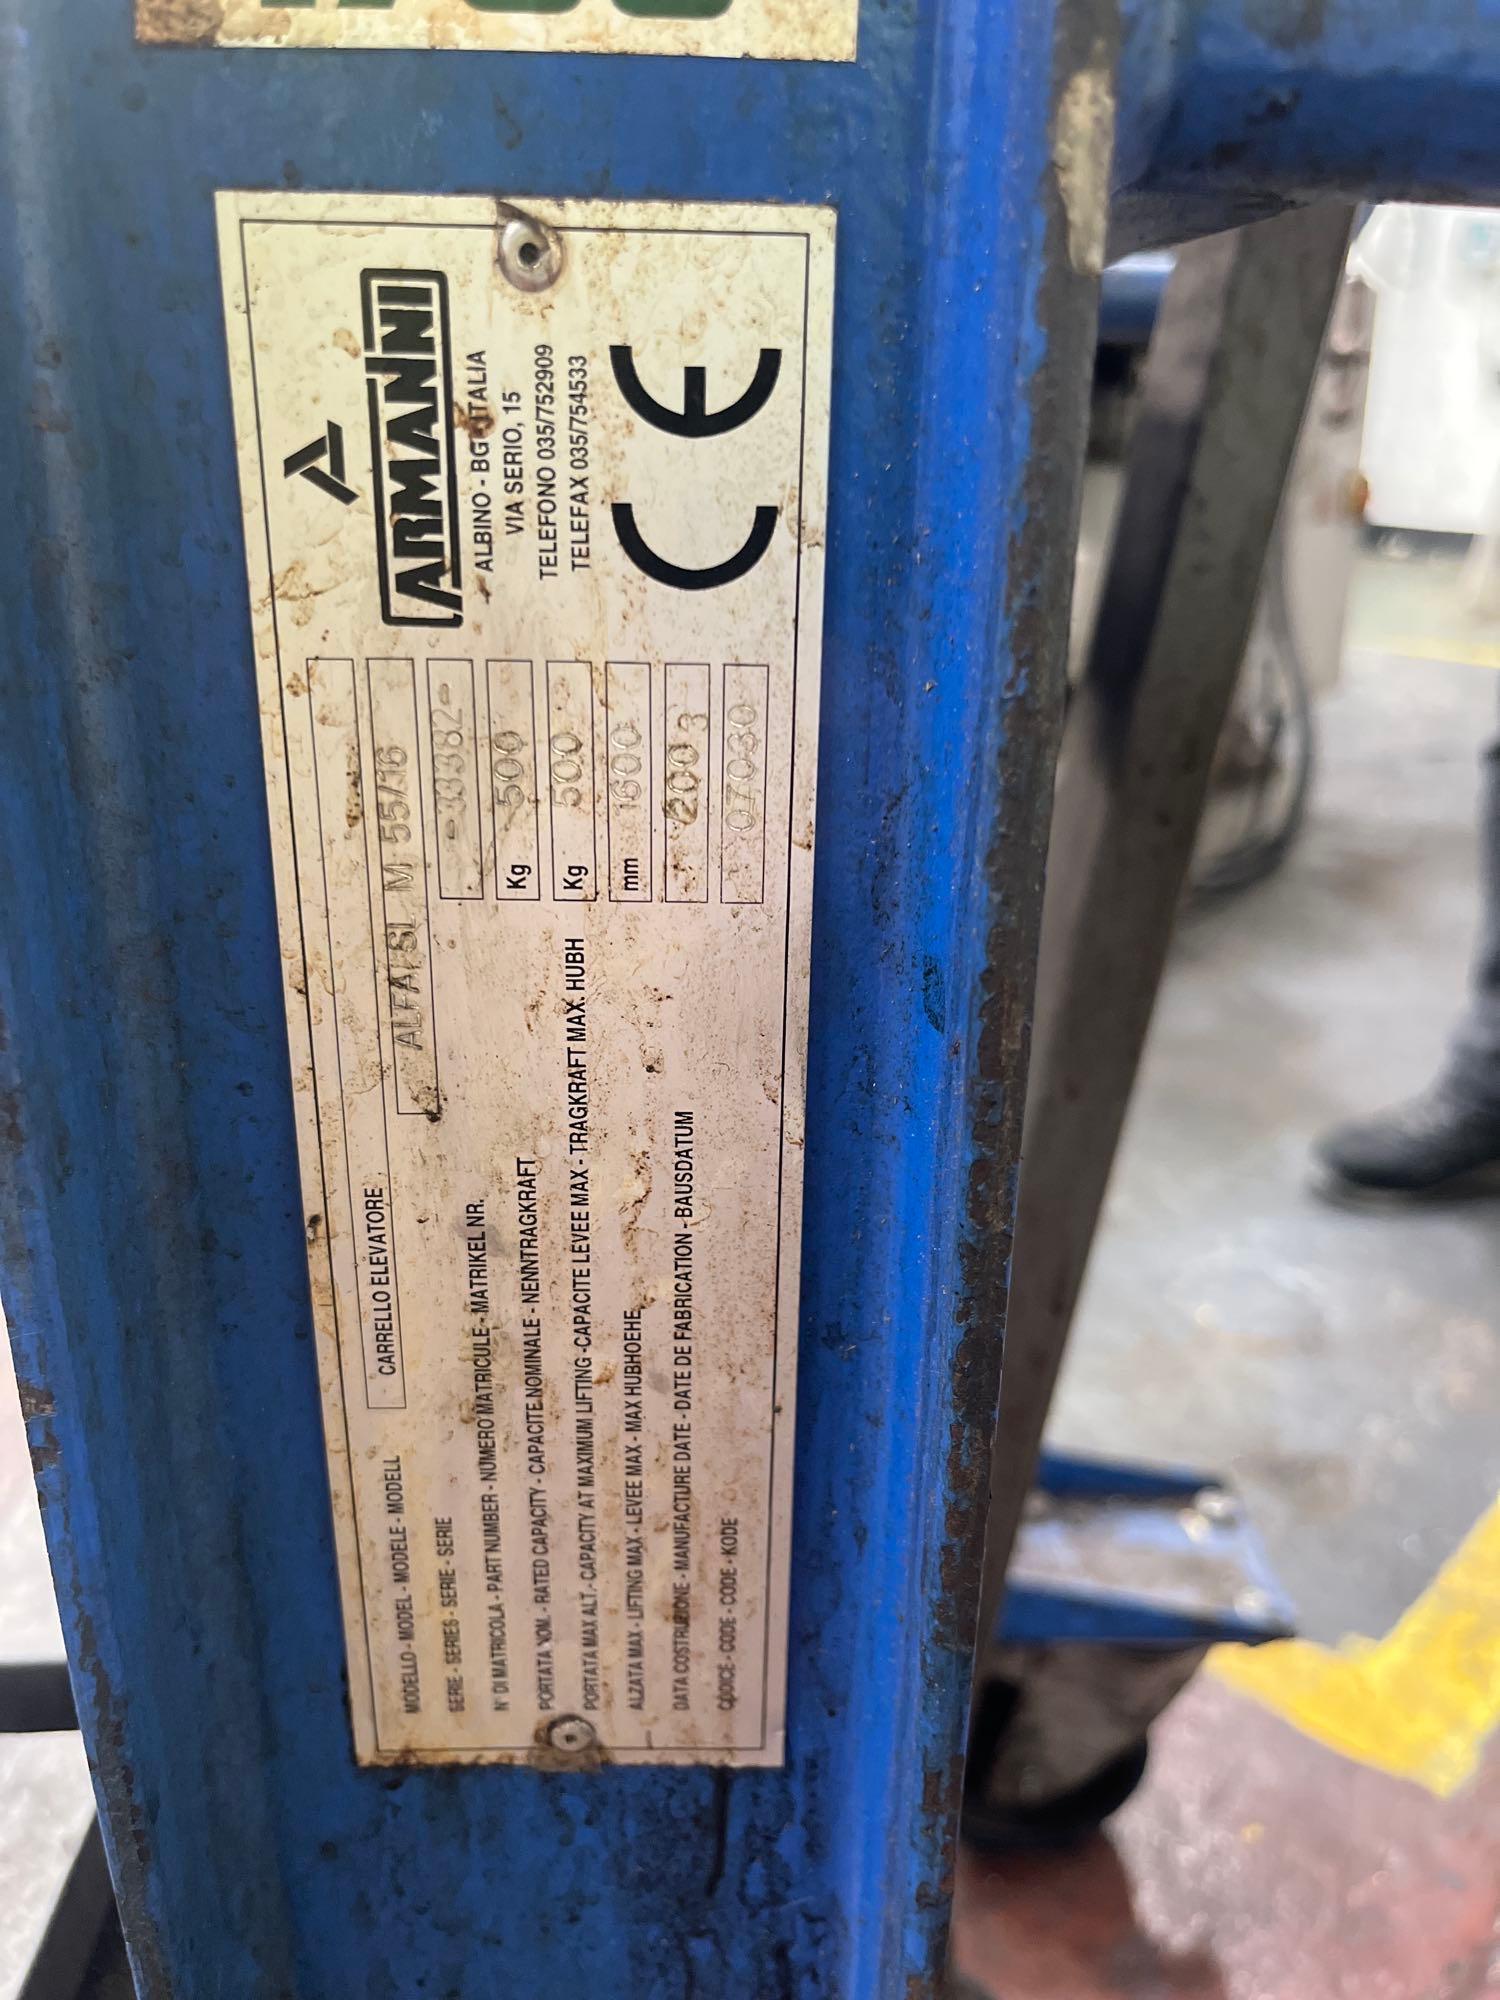 CARRELLO ELEVATORE
MODELLO - MODEL - MODELE - MODELL ALFA SL M 55/16
SERIE - SERIES - SERIE - SERIE
N° DI MATRICOLA - PART NUMBER - NUMERO MATRICULE - MATRIKEL NR. -33382-
PORTATA NOM. - RATED CAPACITY - CAPACITE NOMINALE - NENNTRAGKRAFT Kg 500
PORTATA MAX ALT. - CAPACITY AT MAXIMUM LIFTING - CAPACITE LEVEE MAX - TRAGKRAFT MAX. HUBH Kg 500
ALZATA MAX - LIFTING MAX - LEVEE MAX - MAX HUBHOEHE mm 1600
DATA COSTRUZIONE - MANUFACTURE DATE - DATE DE FABRICATION - BAUSDATUM 2003
CODICE - CODE - CODE - KODE 07030
ARMANNI
ALBINO - BG - ITALIA
VIA SERIO, 15
TELEFONO 035/752909
TELEFAX 035/754533
CE